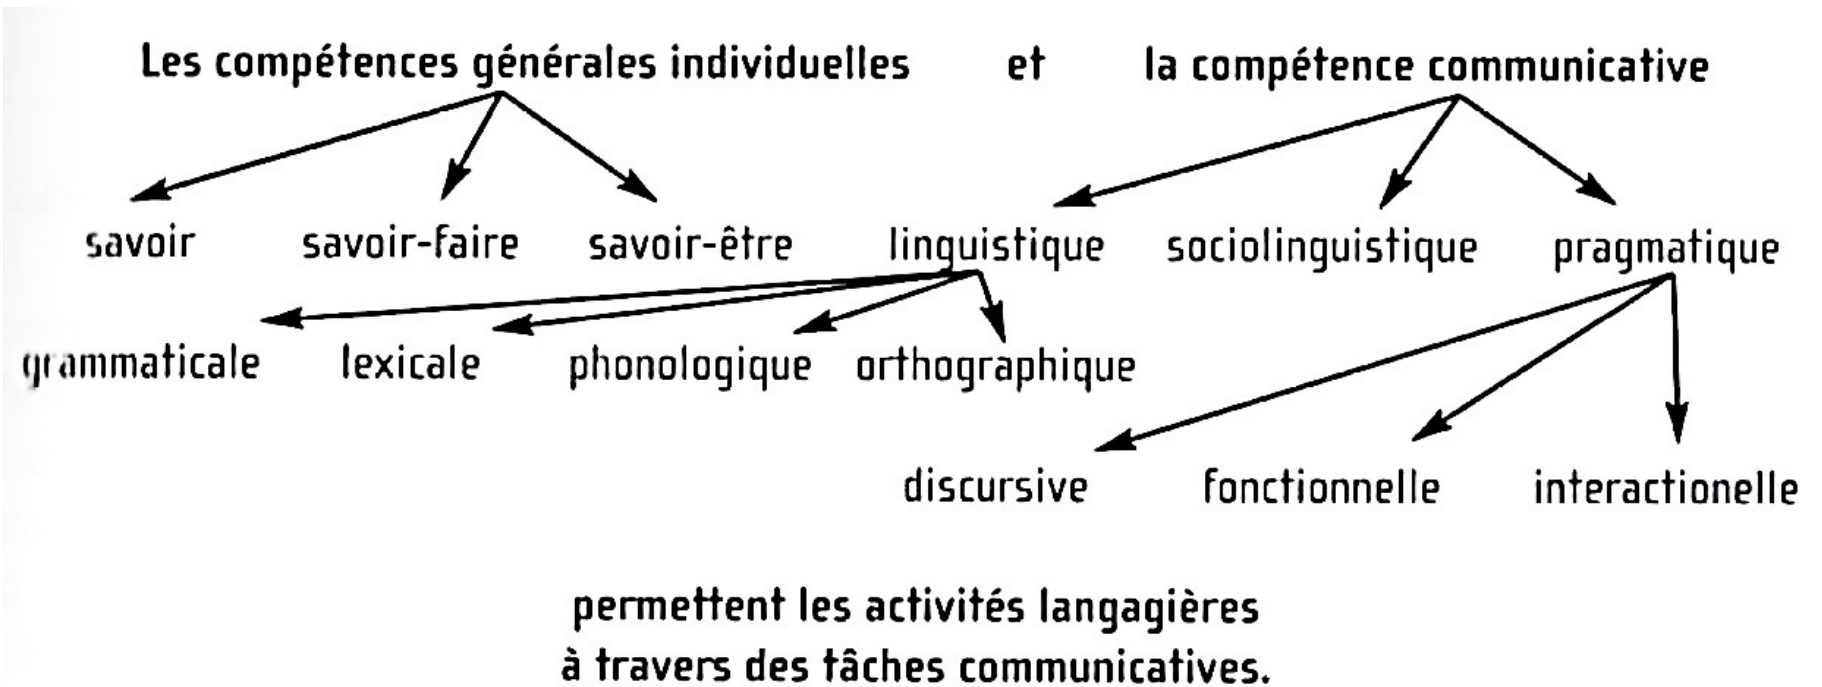 Les compétences générales individuelles et la compétence communicative
savoir savoir-faire savoir-être linguistique sociolinguistique pragmatique
grammaticale lexicale phonologique orthographique
discursive fonctionnelle interactionelle
permettent les activités langagières
à travers des tâches communicatives.